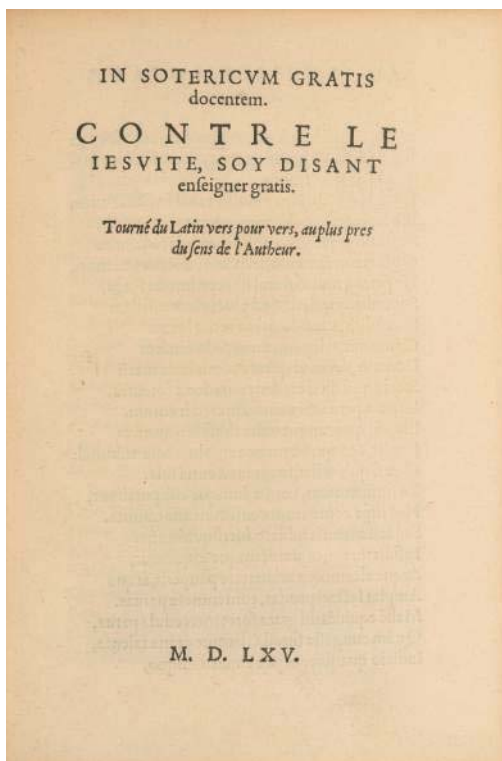 IN SOTERICVM GRATIS
docentem.
CONTRE LE
IESVITE, SOY DISANT
enſeigner gratis.
Tourné du Latin vers pour vers, au plus pres
du ſens de l'Autheur.
M. D. LXV.